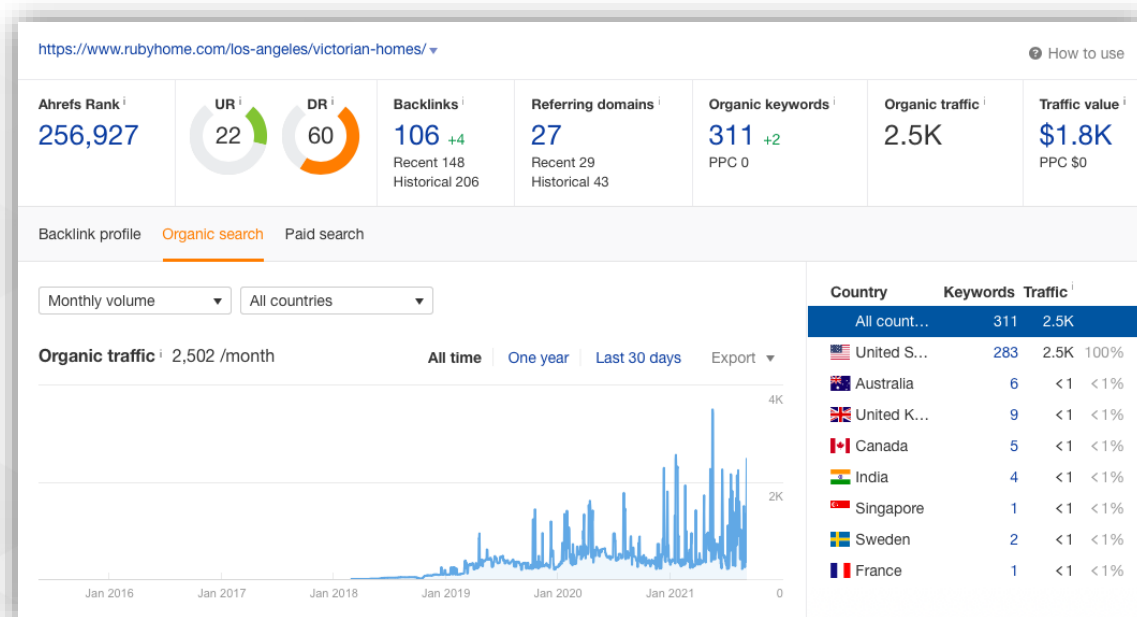 https://www.rubyhome.com/los-angeles/victorian-homes/
How to use
Ahrefs Rank i
256,927
UR i
22
DR i
60
Backlinks i
106 +4
Recent 148
Historical 206
Referring domains i
27
Recent 29
Historical 43
Organic keywords i
311 +2
PPC 0
Organic traffic i
2.5K
Traffic value i
$1.8K
PPC $0
Backlink profile Organic search Paid search
Monthly volume All countries
Organic traffic i 2,502 /month
All time One year Last 30 days Export
4K
2K
0
Jan 2016 Jan 2017 Jan 2018 Jan 2019 Jan 2020 Jan 2021
Country Keywords Traffic i
All count... 311 2.5K
United S... 283 2.5K 100%
Australia 6 <1 <1%
United K... 9 <1 <1%
Canada 5 <1 <1%
India 4 <1 <1%
Singapore 1 <1 <1%
Sweden 2 <1 <1%
France 1 <1 <1%